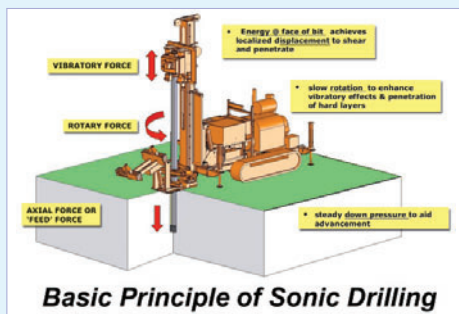 • Energy @ face of bit achieves
localized displacement to shear
and penetrate
VIBRATORY FORCE
• slow rotation to enhance
vibratory effects & penetration
of hard layers
ROTARY FORCE
AXIAL FORCE OR
'FEED' FORCE
• steady down pressure to aid
advancement
Basic Principle of Sonic Drilling